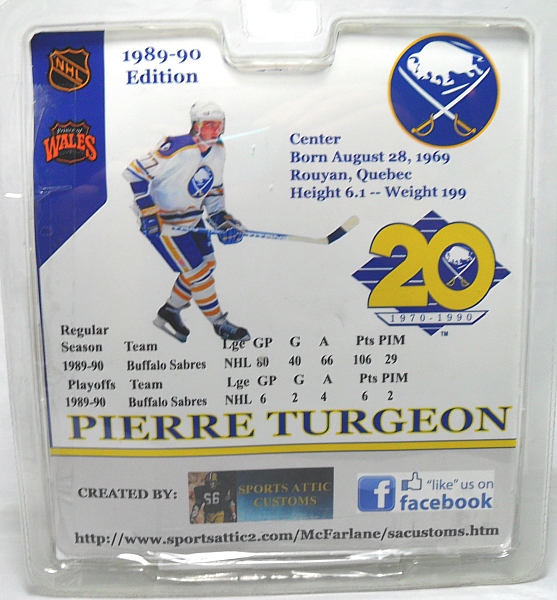 1989-90
Edition
NHL
Prince of
WALES
Center
Born August 28, 1969
Rouyan, Quebec
Height 6.1 -- Weight 199
77
20
1970-1990
TM
Regular
Season Team Lge GP G A Pts PIM
1989-90 Buffalo Sabres NHL 80 40 66 106 29
Playoffs Team Lge GP G A Pts PIM
1989-90 Buffalo Sabres NHL 6 2 4 6 2
PIERRE TURGEON
CREATED BY:
56
SPORTS ATTIC
CUSTOMS
f
"like" us on
facebook
http://www.sportsattic2.com/McFarlane/sacustoms.htm